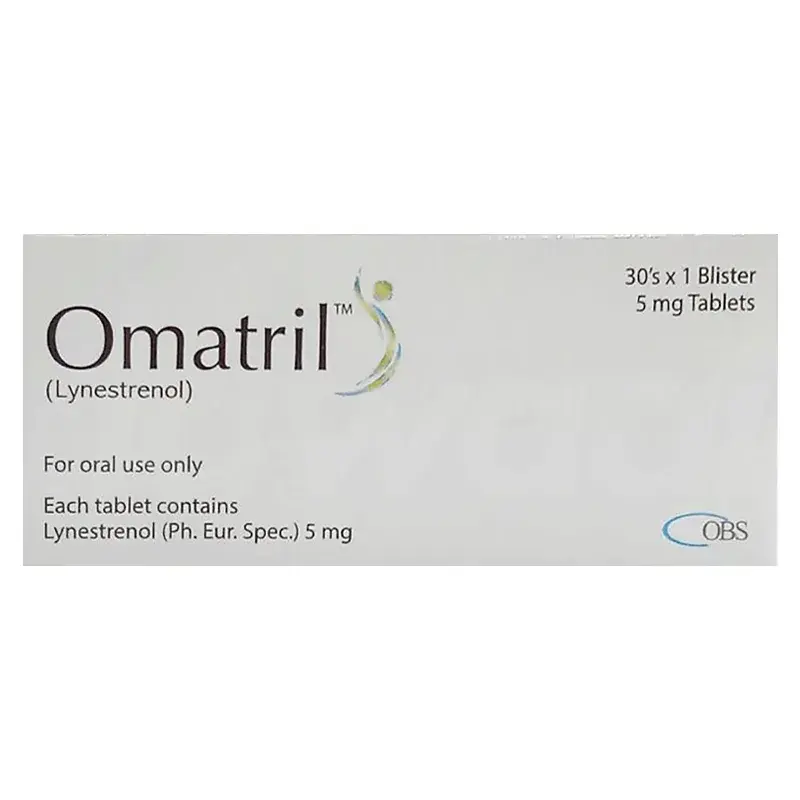 Omatril™
(Lynestrenol)
30's x 1 Blister
5 mg Tablets
For oral use only
Each tablet contains
Lynestrenol (Ph. Eur. Spec.) 5 mg
OBS